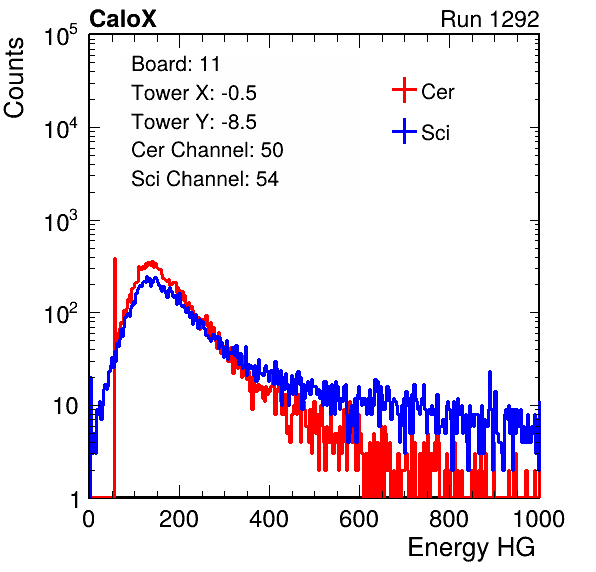 CaloX Run 1292
Counts
10^5
10^4
10^3
10^2
10
1
Board: 11
Tower X: -0.5
Tower Y: -8.5
Cer Channel: 50
Sci Channel: 54
Cer
Sci
0 200 400 600 800 1000
Energy HG